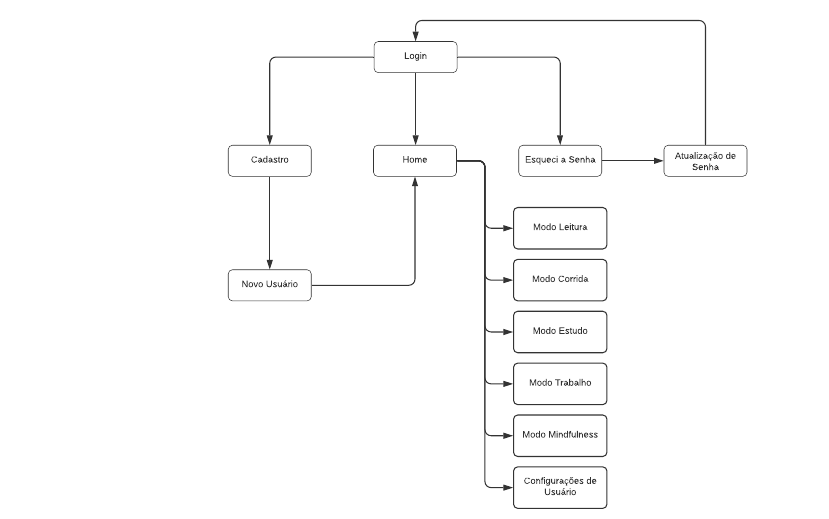 Login
Cadastro
Home
Esqueci a Senha
Atualização de
Senha
Modo Leitura
Modo Corrida
Novo Usuário
Modo Estudo
Modo Trabalho
Modo Mindfulness
Configurações de
Usuário